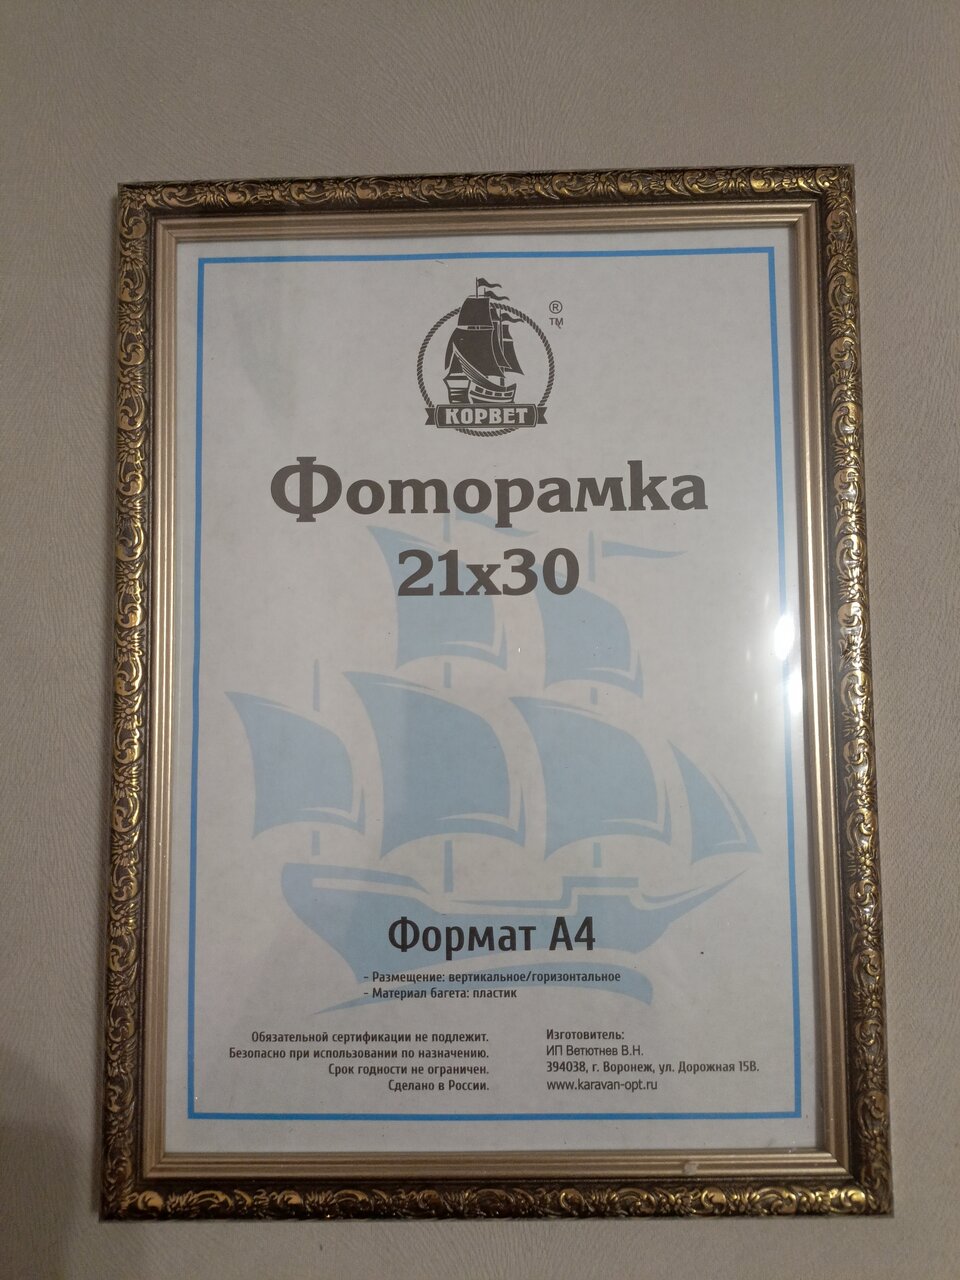 ®
TM
КОРВЕТ
Фоторамка
21x30
Формат А4
- Размещение: вертикальное/горизонтальное
- Материал багета: пластик
Обязательной сертификации не подлежит.
Безопасно при использовании по назначению.
Срок годности не ограничен.
Сделано в России.
Изготовитель:
ИП Ветютнев В.Н.
394038, г. Воронеж, ул. Дорожная 15В.
www.karavan-opt.ru